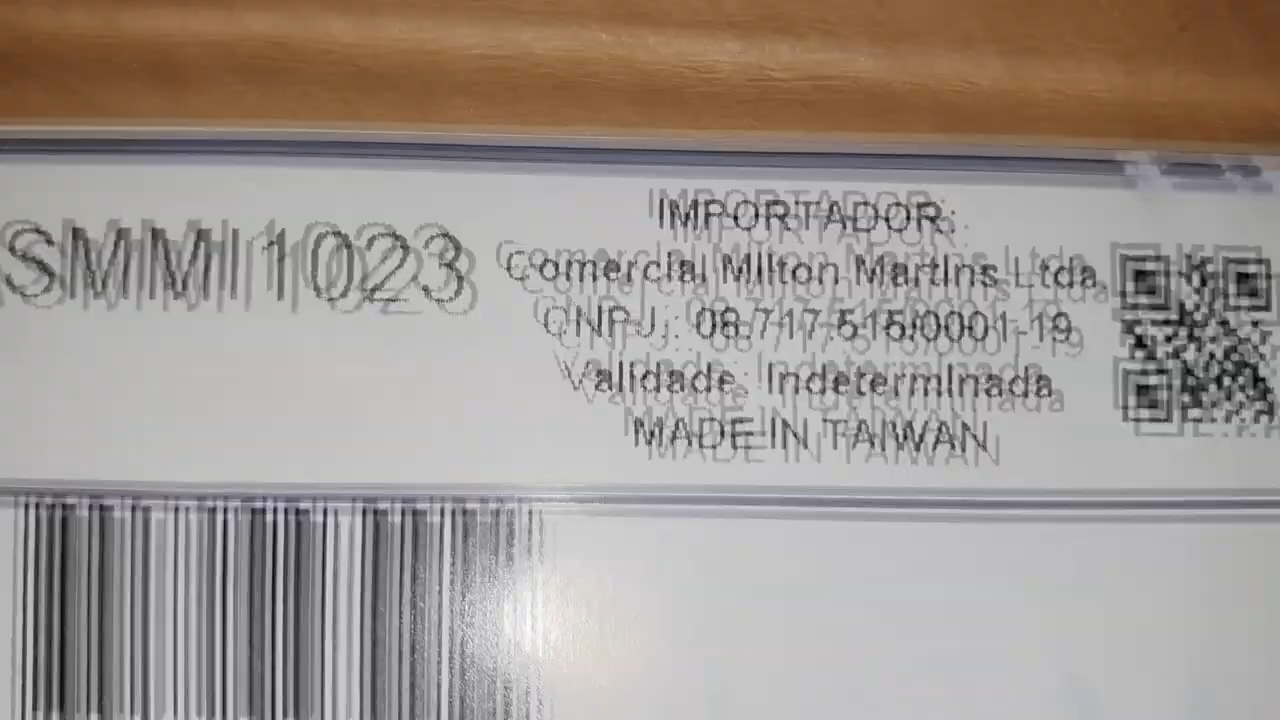 SMMI1023
IMPORTADOR:
Comercial Milton Martins Ltda.
CNPJ: 08.717.515/0001-19
Validade: Indeterminada
MADE IN TAIWAN